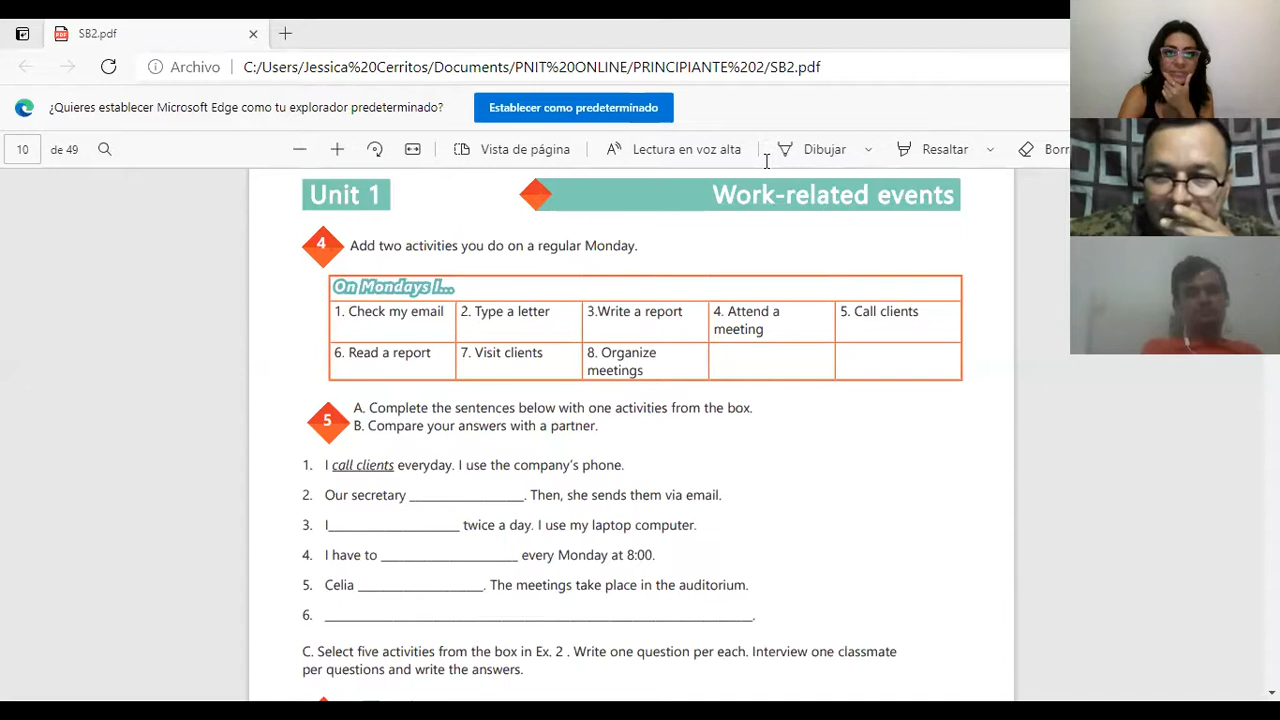 SB2.pdf
Archivo C:/Users/Jessica%20Cerritos/Documents/PNIT%20ONLINE/PRINCIPIANTE%202/SB2.pdf
¿Quieres establecer Microsoft Edge como tu explorador predeterminado? Establecer como predeterminado
10 de 49 Vista de página Lectura en voz alta Dibujar Resaltar Borr
Unit 1 Work-related events
4 Add two activities you do on a regular Monday.
On Mondays I...
1. Check my email 2. Type a letter 3.Write a report 4. Attend a meeting 5. Call clients
6. Read a report 7. Visit clients 8. Organize meetings
5 A. Complete the sentences below with one activities from the box.
B. Compare your answers with a partner.
1. I call clients everyday. I use the company's phone.
2. Our secretary _________________. Then, she sends them via email.
3. I___________________ twice a day. I use my laptop computer.
4. I have to ____________________ every Monday at 8:00.
5. Celia __________________. The meetings take place in the auditorium.
6. ________________________________________________________________.
C. Select five activities from the box in Ex. 2 . Write one question per each. Interview one classmate
per questions and write the answers.